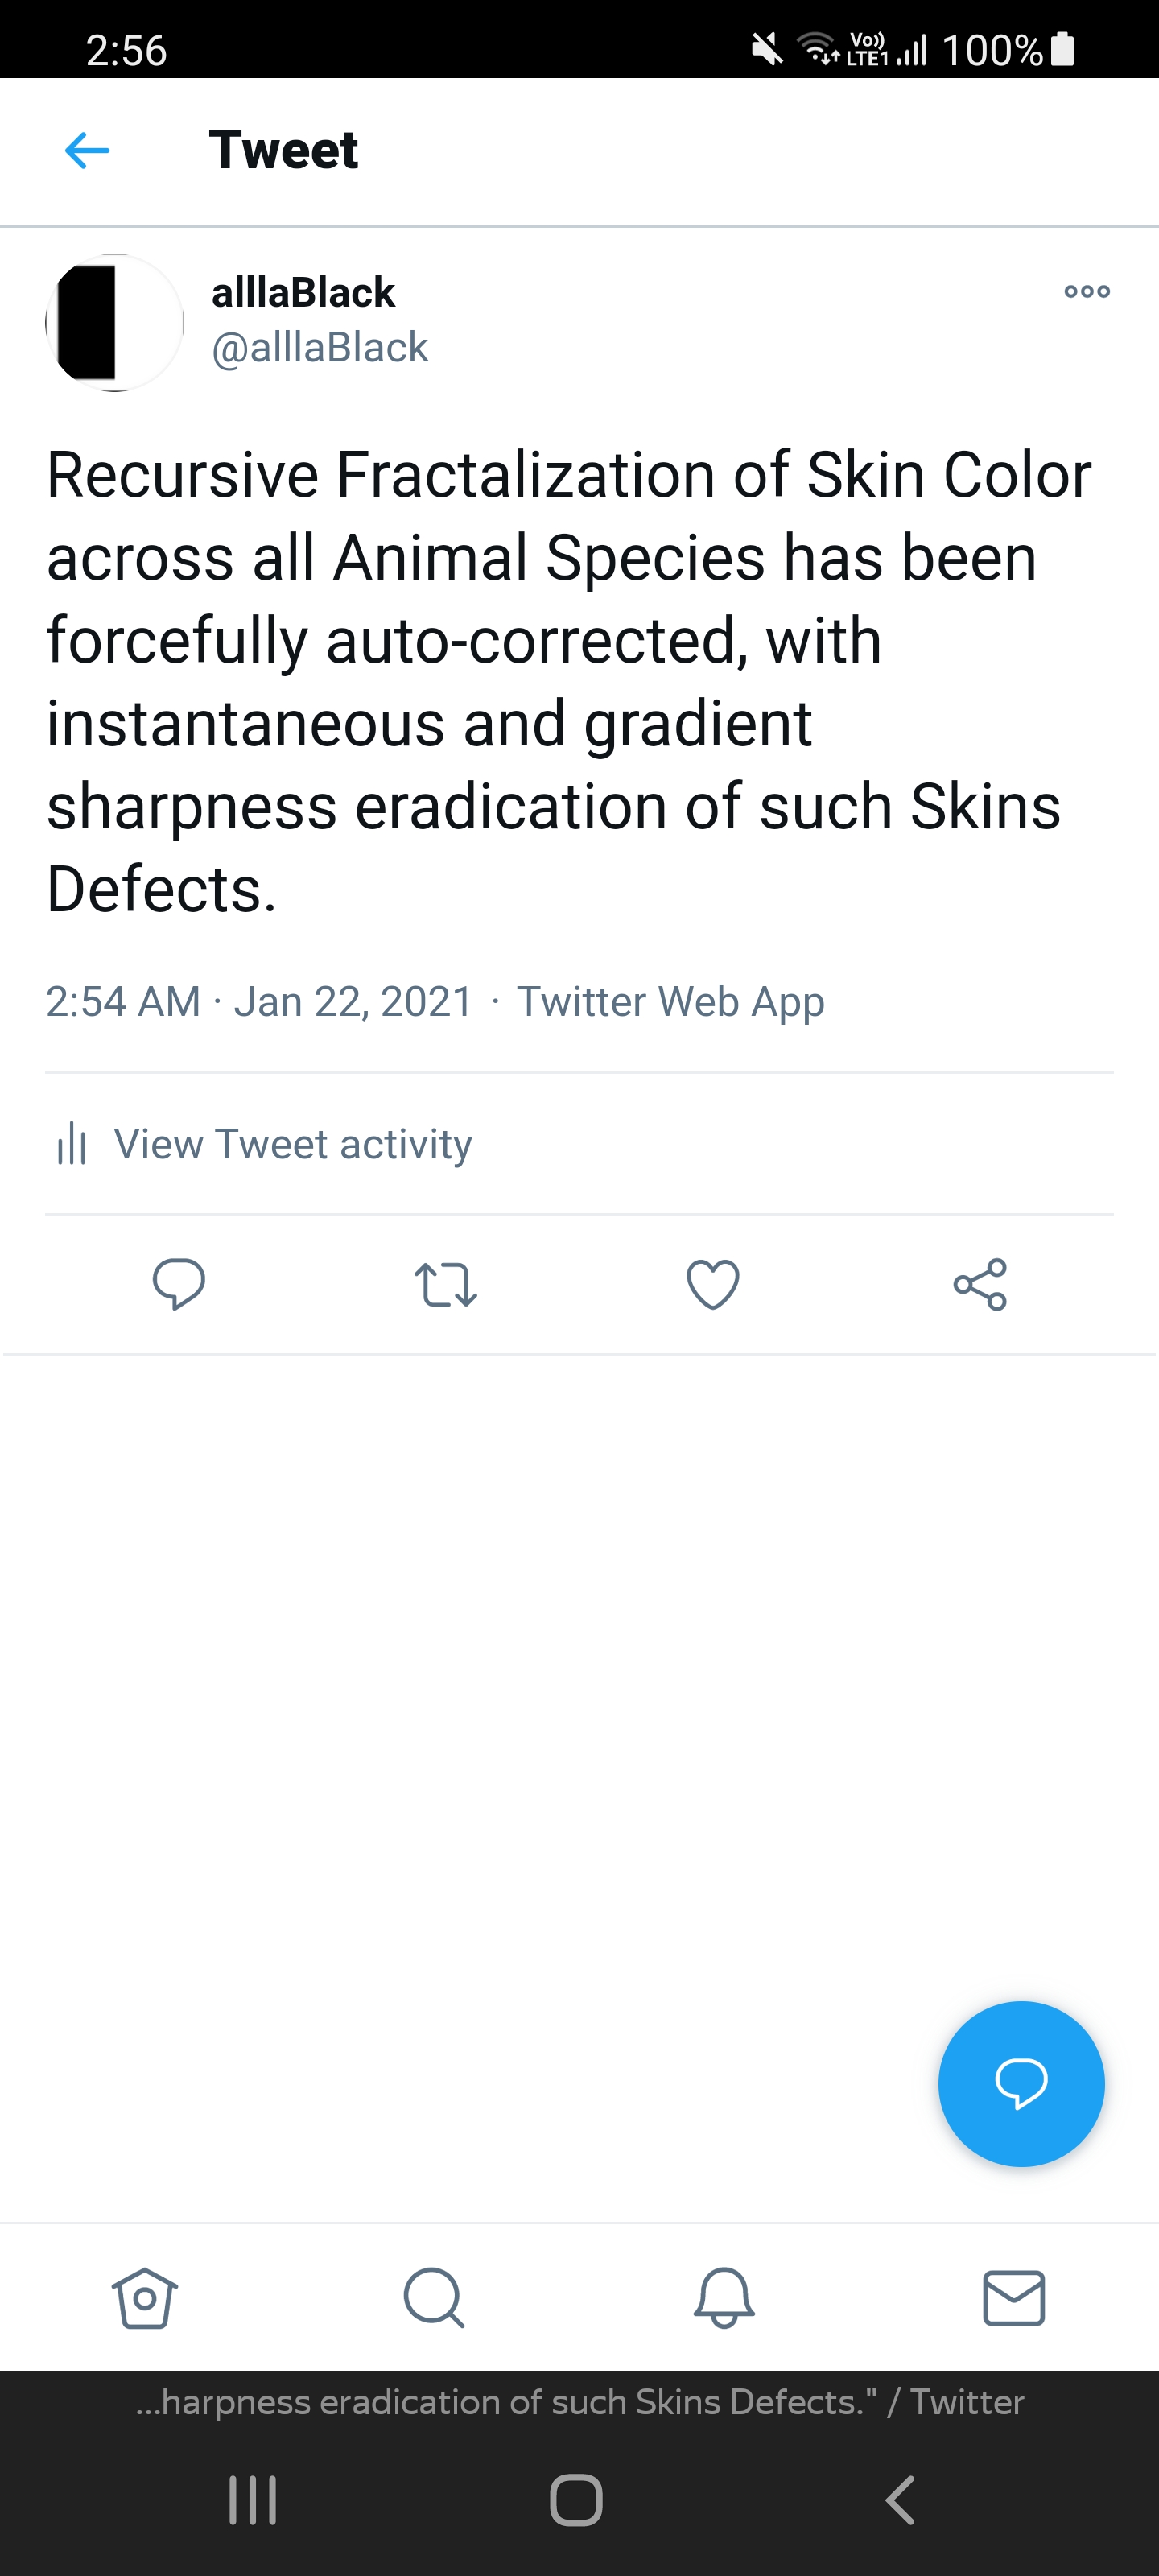 2:56
Vo))
LTE1
100%
Tweet
alllaBlack
@alllaBlack
Recursive Fractalization of Skin Color
across all Animal Species has been
forcefully auto-corrected, with
instantaneous and gradient
sharpness eradication of such Skins
Defects.
2:54 AM · Jan 22, 2021 · Twitter Web App
View Tweet activity
...harpness eradication of such Skins Defects." / Twitter